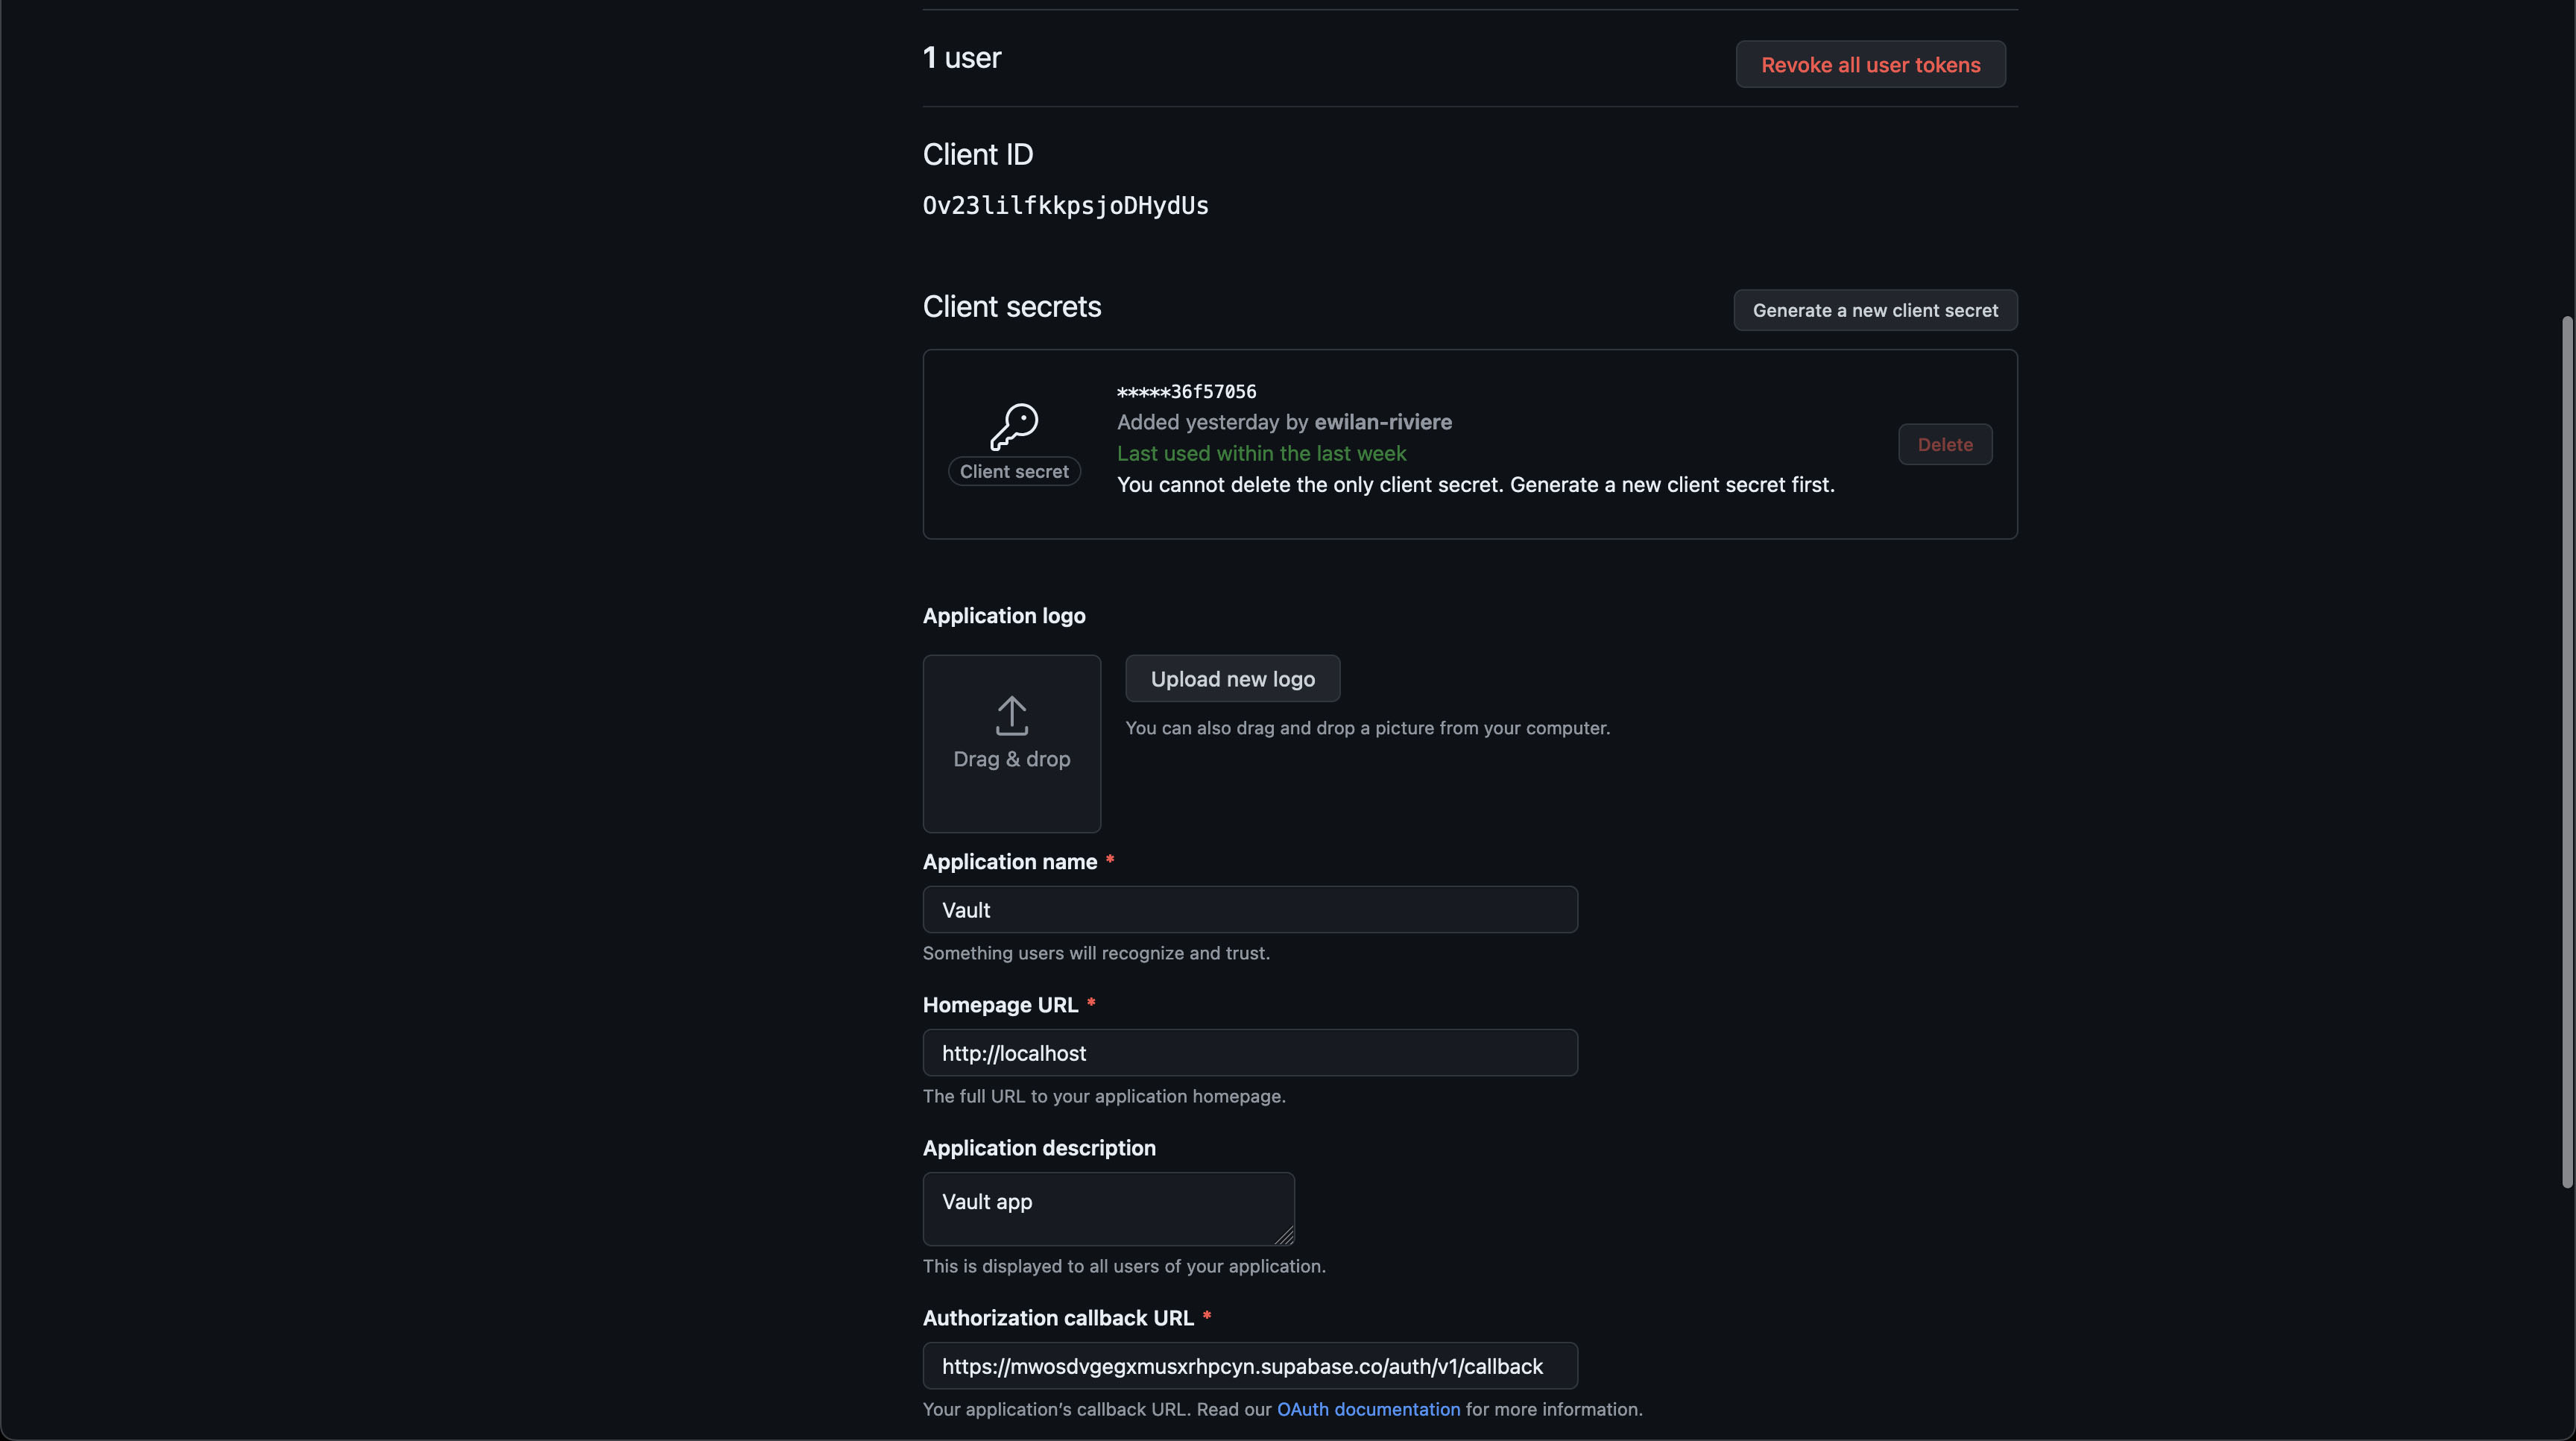 1 user
Revoke all user tokens
Client ID
Ov23lilfkkpsjoDHydUs
Client secrets
Generate a new client secret
*****36f57056
Added yesterday by ewilan-riviere
Last used within the last week
You cannot delete the only client secret. Generate a new client secret first.
Client secret
Delete
Application logo
Drag & drop
Upload new logo
You can also drag and drop a picture from your computer.
Application name *
Vault
Something users will recognize and trust.
Homepage URL *
http://localhost
The full URL to your application homepage.
Application description
Vault app
This is displayed to all users of your application.
Authorization callback URL *
https://mwosdvgegxmusxrhpcyn.supabase.co/auth/v1/callback
Your application’s callback URL. Read our OAuth documentation for more information.